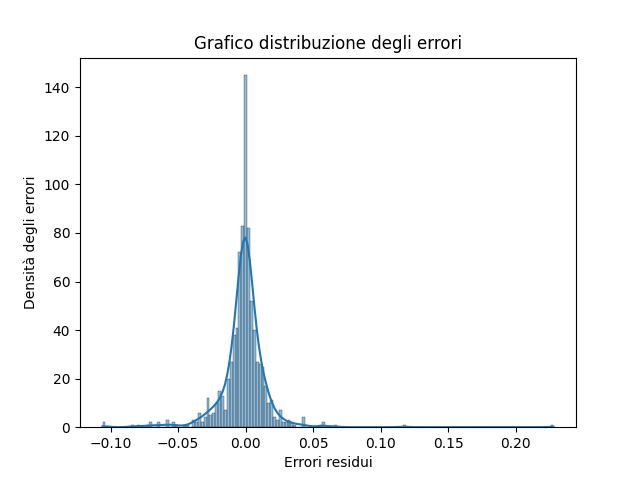 Grafico distribuzione degli errori
140
120
100
80
60
40
20
0
Densità degli errori
−0.10 −0.05 0.00 0.05 0.10 0.15 0.20
Errori residui